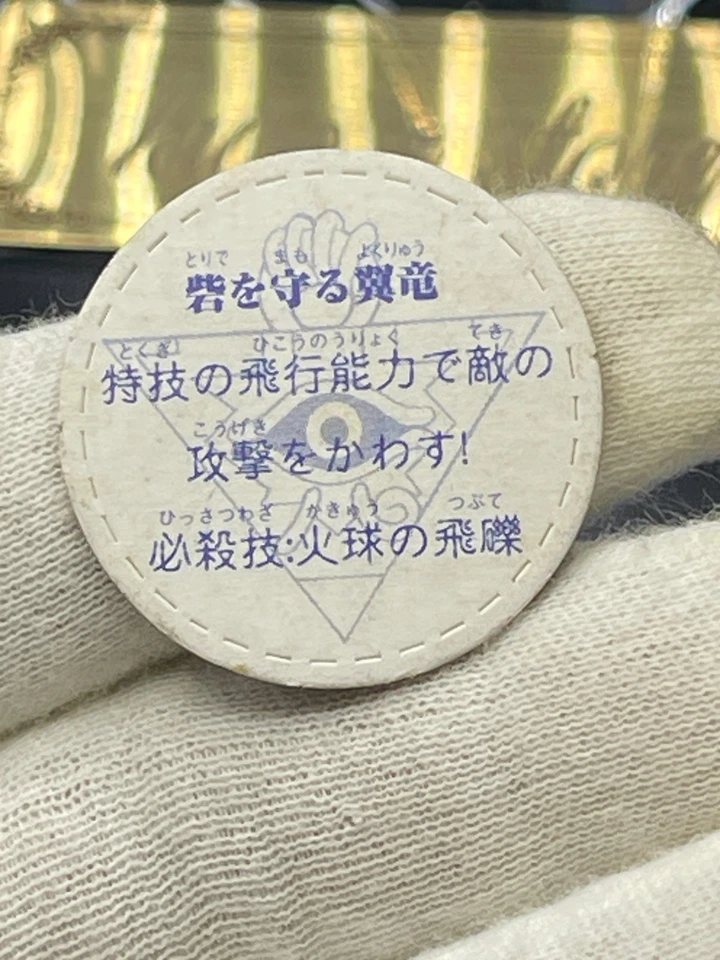 とりで まも よくりゅう
砦を守る翼竜
とくぎ ひこうのうりょく てき
特技の飛行能力で敵の
こうげき
攻撃をかわす!
ひっさつわざ かきゅう つぶて
必殺技:火球の飛礫